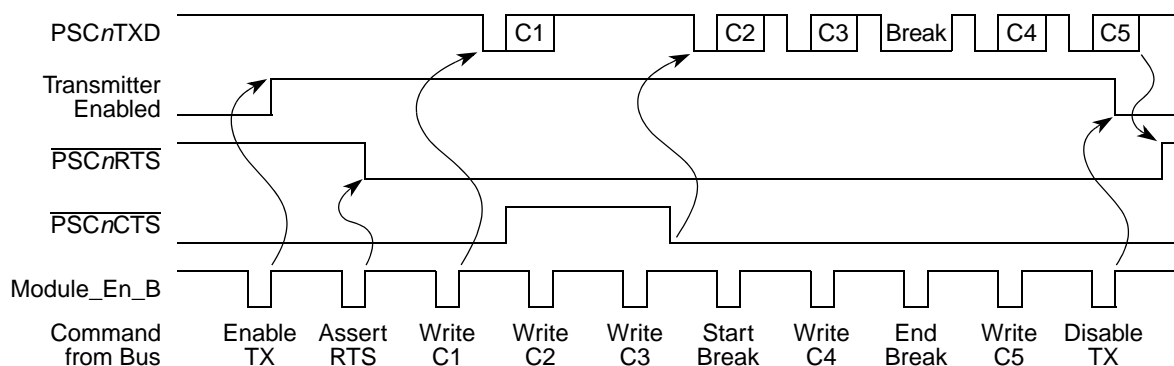 PSCnTXD
C1
C2
C3
Break
C4
C5
Transmitter
Enabled
PSCnRTS
PSCnCTS
Module_En_B
Command
from Bus
Enable
TX
Assert
RTS
Write
C1
Write
C2
Write
C3
Start
Break
Write
C4
End
Break
Write
C5
Disable
TX